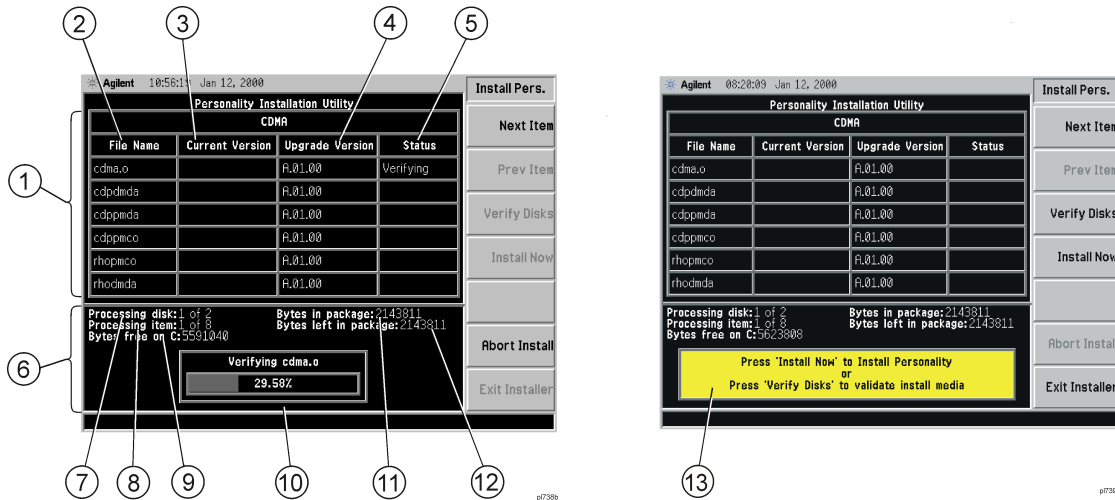 2
3
4
5
Agilent 10:56:1 Jan 12, 2000
Install Pers.
Personality Installation Utility
CDMA
File Name Current Version Upgrade Version Status
cdma.o A.01.00 Verifying
cdpdmda A.01.00
cdppmda A.01.00
cdppmco A.01.00
rhopmco A.01.00
rhodmda A.01.00
Next Item
Prev Item
Verify Disks
Install Now
Abort Install
Exit Installer
1
6
Processing disk:1 of 2 Bytes in package:2143811
Processing item:1 of 8 Bytes left in package:2143811
Bytes free on C:5591040
Verifying cdma.o
29.58%
7
8
9
10
11
12
pl738b
Agilent 08:20:09 Jan 12, 2000
Install Pers.
Personality Installation Utility
CDMA
File Name Current Version Upgrade Version Status
cdma.o A.01.00
cdpdmda A.01.00
cdppmda A.01.00
cdppmco A.01.00
rhopmco A.01.00
rhodmda A.01.00
Next Item
Prev Item
Verify Disks
Install Now
Abort Install
Exit Installer
Processing disk:1 of 2 Bytes in package:2143811
Processing item:1 of 8 Bytes left in package:2143811
Bytes free on C:5623808
Press 'Install Now' to Install Personality
or
Press 'Verify Disks' to validate install media
13
pl739